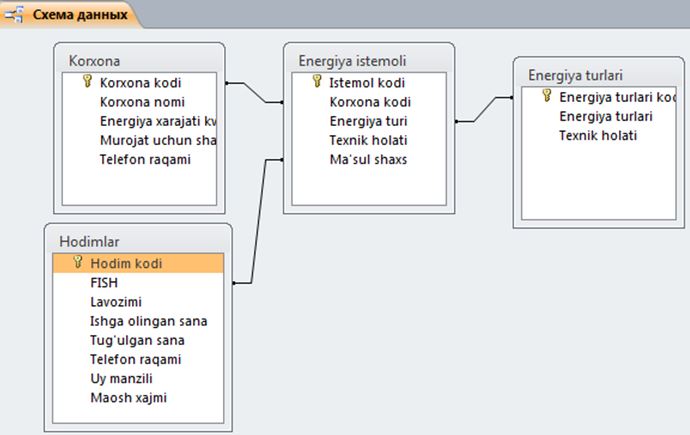 Схема данных
Korxona
Korxona kodi
Korxona nomi
Energiya xarajati kw
Murojat uchun sha
Telefon raqami
Energiya istemoli
Istemol kodi
Korxona kodi
Energiya turi
Texnik holati
Ma'sul shaxs
Energiya turlari
Energiya turlari kod
Energiya turlari
Texnik holati
Hodimlar
Hodim kodi
FISH
Lavozimi
Ishga olingan sana
Tug'ulgan sana
Telefon raqami
Uy manzili
Maosh xajmi